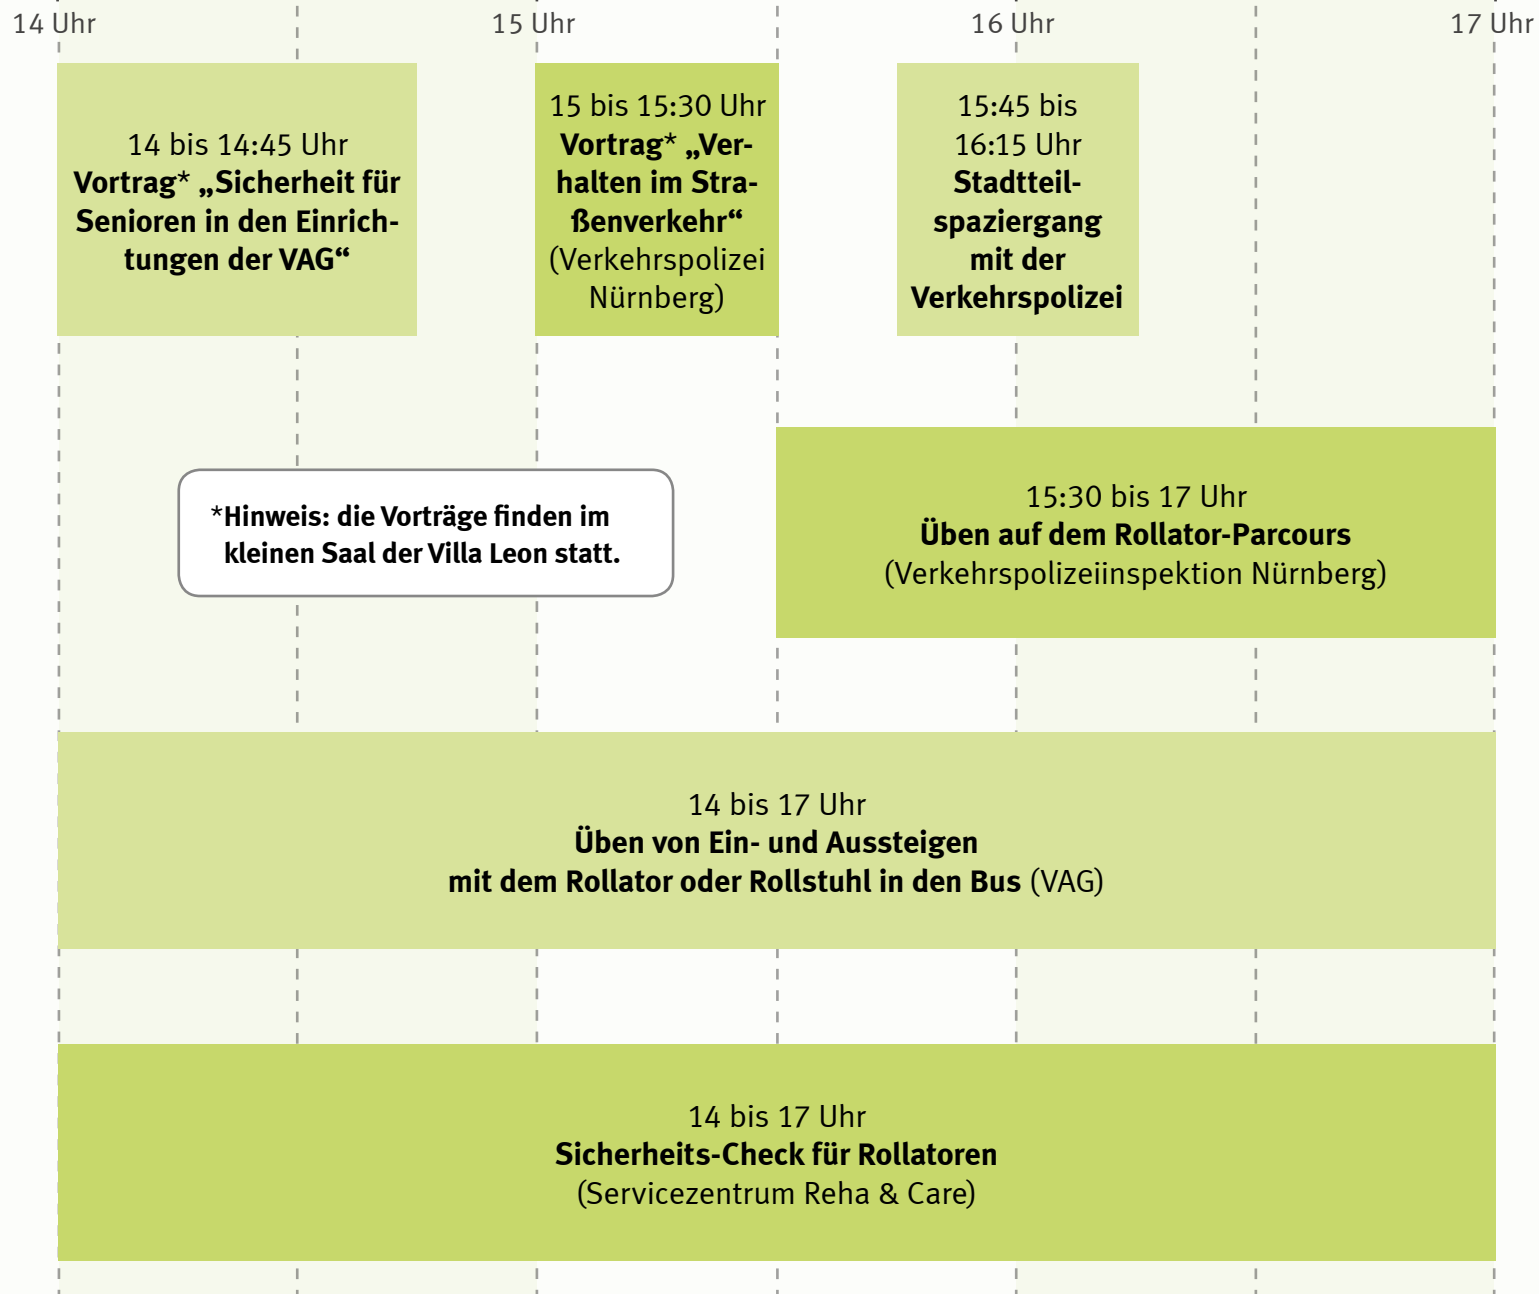 14 Uhr
15 Uhr
16 Uhr
17 Uhr
14 bis 14:45 Uhr
Vortrag* „Sicherheit für
Senioren in den Einrich-
tungen der VAG“
15 bis 15:30 Uhr
Vortrag* „Ver-
halten im Stra-
ßenverkehr“
(Verkehrspolizei
Nürnberg)
15:45 bis
16:15 Uhr
Stadtteil-
spaziergang
mit der
Verkehrspolizei
*Hinweis: die Vorträge finden im
kleinen Saal der Villa Leon statt.
15:30 bis 17 Uhr
Üben auf dem Rollator-Parcours
(Verkehrspolizeiinspektion Nürnberg)
14 bis 17 Uhr
Üben von Ein- und Aussteigen
mit dem Rollator oder Rollstuhl in den Bus (VAG)
14 bis 17 Uhr
Sicherheits-Check für Rollatoren
(Servicezentrum Reha & Care)